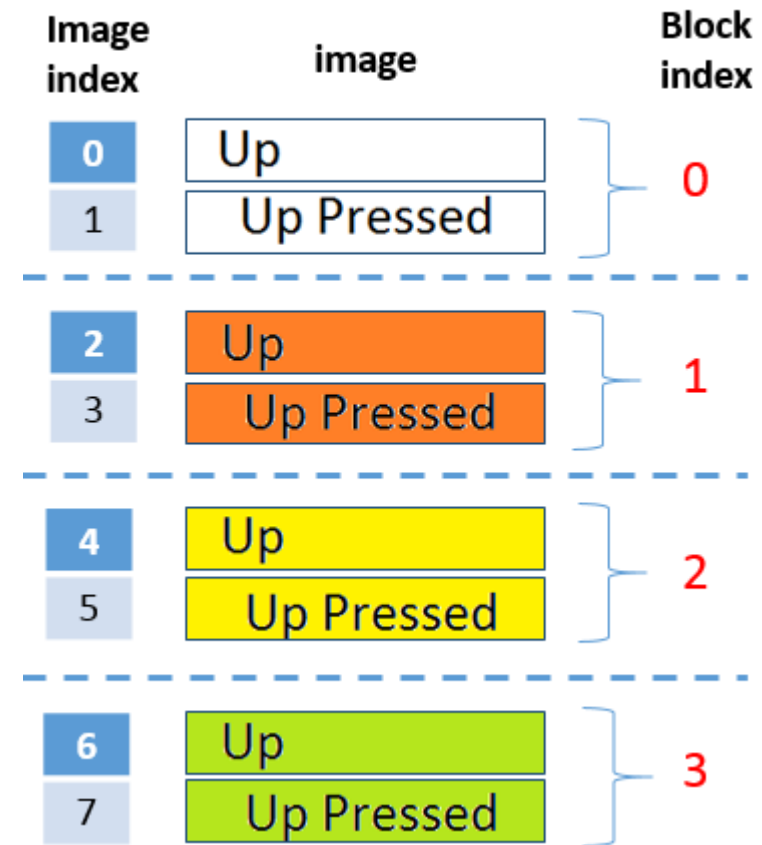 Image index
image
Block index
0
Up
1
Up Pressed
0
2
Up
3
Up Pressed
1
4
Up
5
Up Pressed
2
6
Up
7
Up Pressed
3